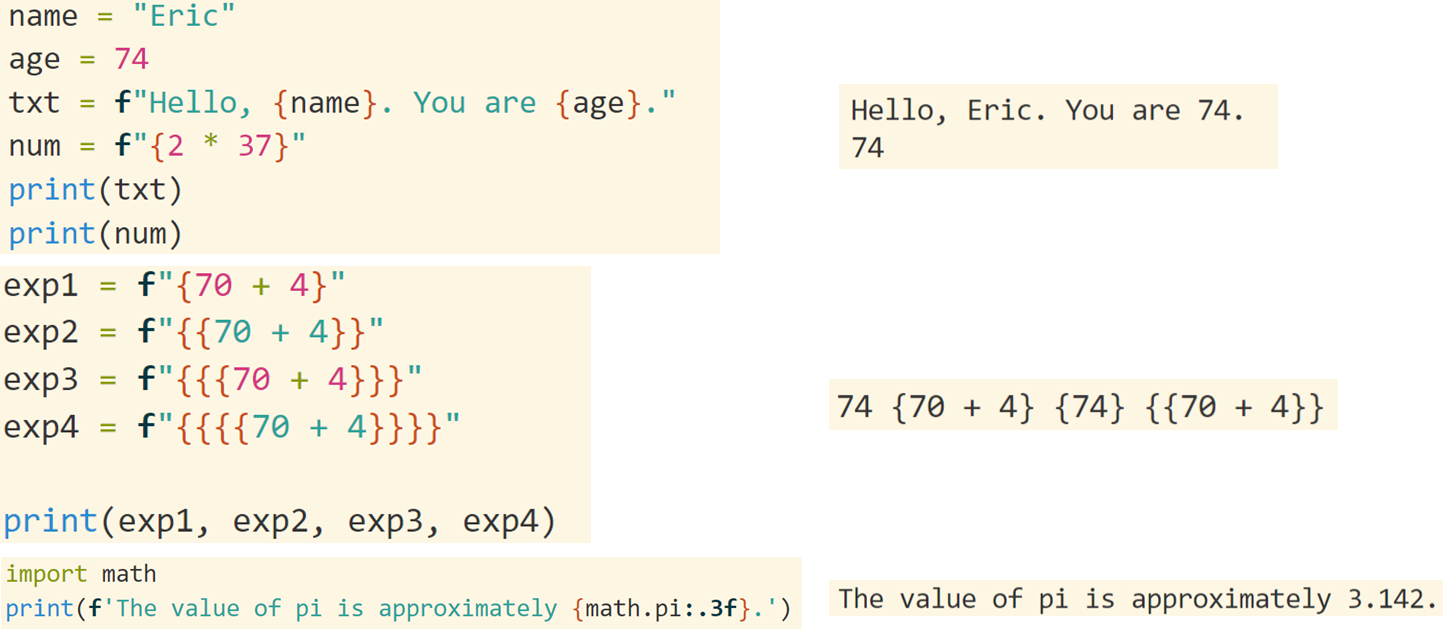 name = "Eric"
age = 74
txt = f"Hello, {name}. You are {age}."
num = f"{2 * 37}"
print(txt)
print(num)
Hello, Eric. You are 74.
74
exp1 = f"{70 + 4}"
exp2 = f"{{70 + 4}}"
exp3 = f"{{{70 + 4}}}"
exp4 = f"{{{{70 + 4}}}}"
print(exp1, exp2, exp3, exp4)
74 {70 + 4} {74} {{70 + 4}}
import math
print(f'The value of pi is approximately {math.pi:.3f}.')
The value of pi is approximately 3.142.